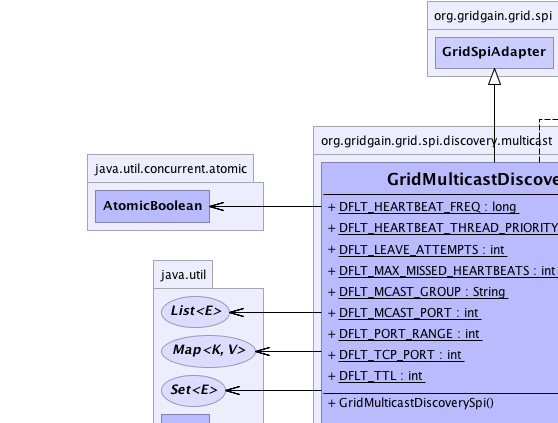 org.gridgain.grid.spi
GridSpiAdapter
org.gridgain.grid.spi.discovery.multicast
java.util.concurrent.atomic
AtomicBoolean
java.util
List<E>
Map<K, V>
Set<E>
GridMulticastDiscove
+ DFLT_HEARTBEAT_FREQ : long
+ DFLT_HEARTBEAT_THREAD_PRIORITY
+ DFLT_LEAVE_ATTEMPTS : int
+ DFLT_MAX_MISSED_HEARTBEATS : int
+ DFLT_MCAST_GROUP : String
+ DFLT_MCAST_PORT : int
+ DFLT_PORT_RANGE : int
+ DFLT_TCP_PORT : int
+ DFLT_TTL : int
+ GridMulticastDiscoverySpi()